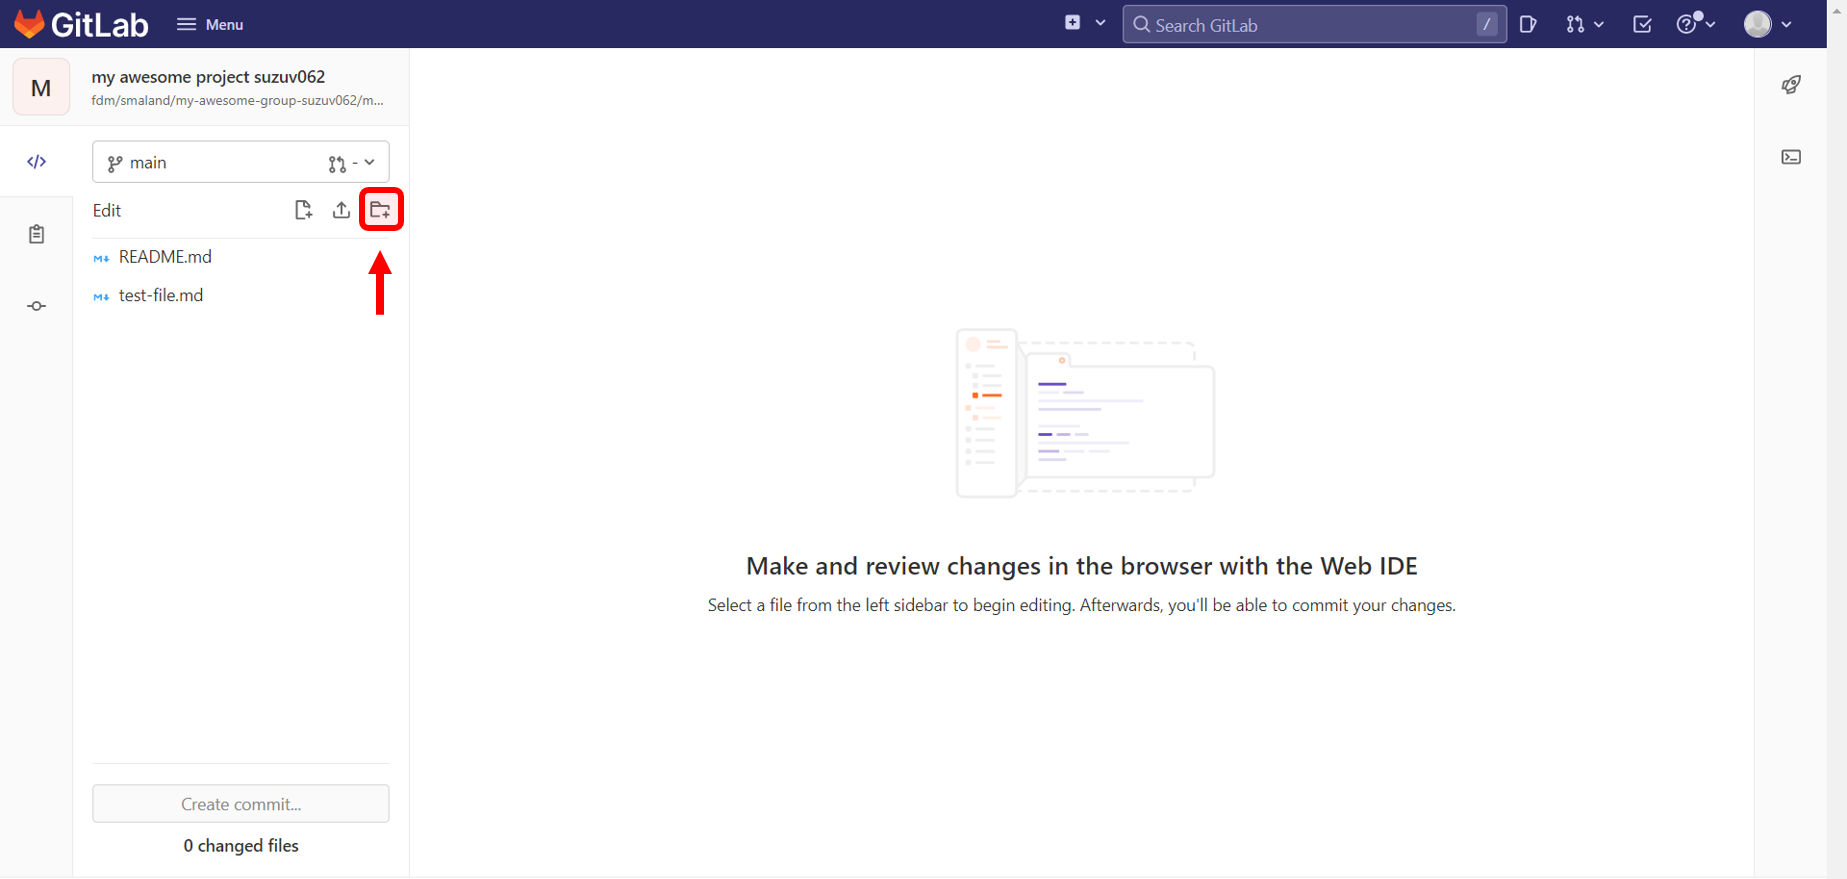 GitLab
Menu
Search GitLab
/
M
my awesome project suzuv062
fdm/smaland/my-awesome-group-suzuv062/m...
main
-
Edit
README.md
test-file.md
Make and review changes in the browser with the Web IDE
Select a file from the left sidebar to begin editing. Afterwards, you'll be able to commit your changes.
Create commit...
0 changed files